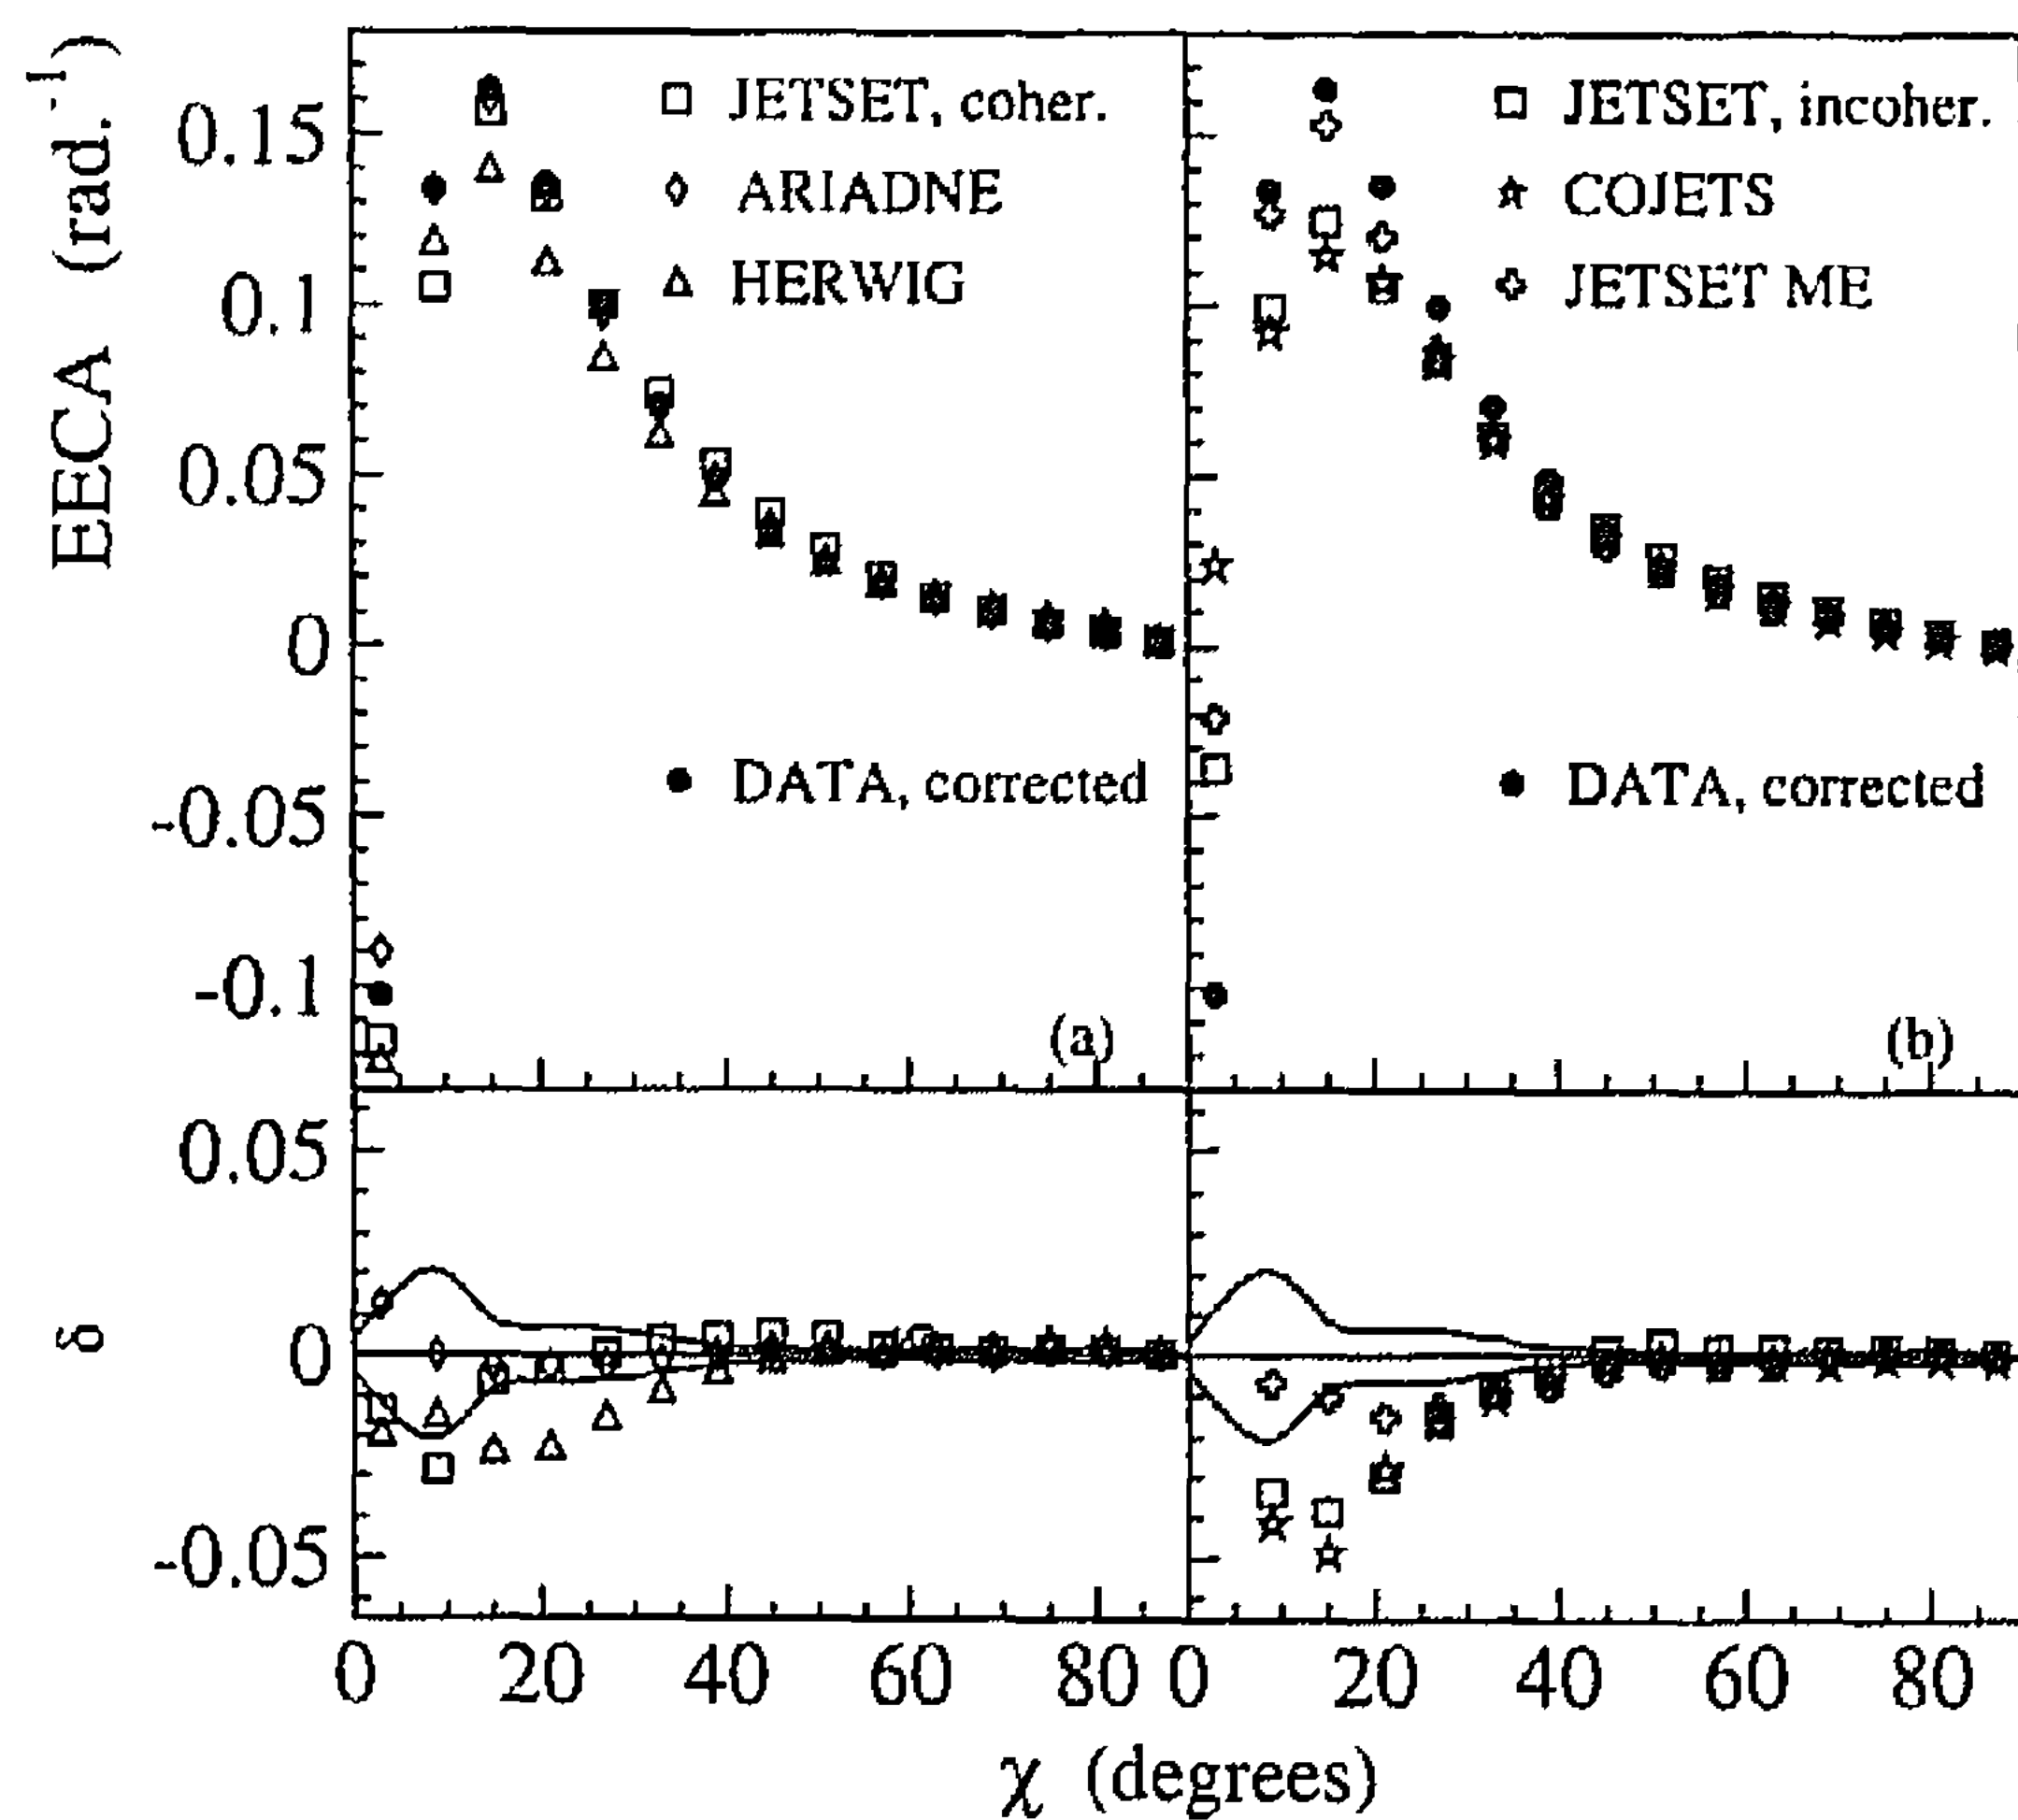 EECA (rad.⁻¹)
0.15
0.1
0.05
0
-0.05
-0.1
JETSET, coher.
ARIADNE
HERWIG
DATA, corrected
(a)
JETSET, incoher.
COJETS
JETSET ME
DATA, corrected
(b)
δ
0.05
0
-0.05
0 20 40 60 80 0 20 40 60 80
χ (degrees)